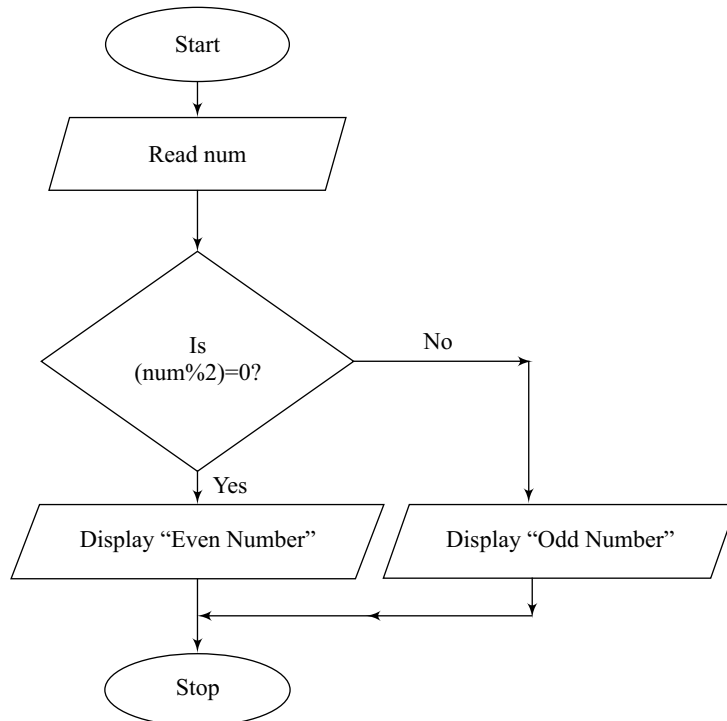 Start
Read num
Is
(num%2)=0?
No
Yes
Display “Even Number”
Display “Odd Number”
Stop